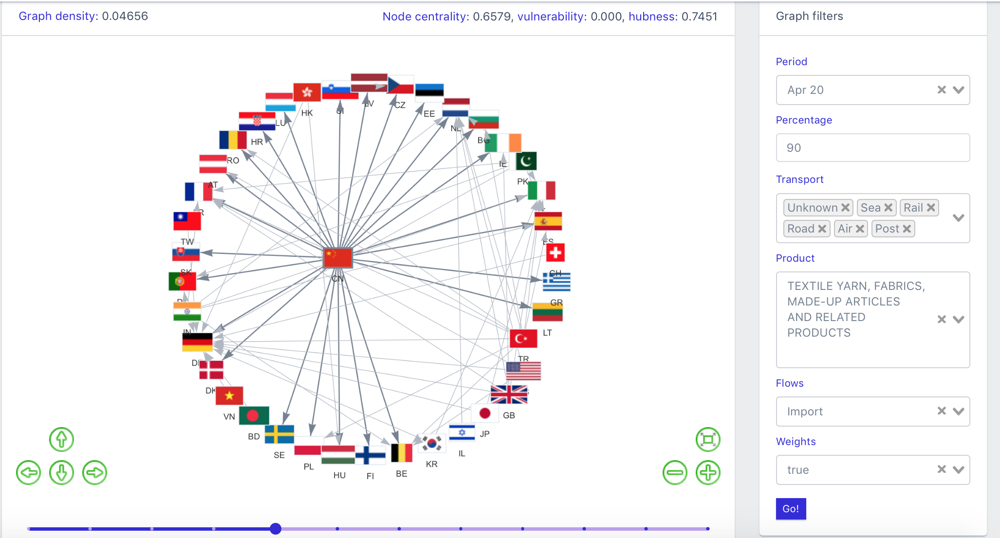 Graph density: 0.04656
Node centrality: 0.6579, vulnerability: 0.000, hubness: 0.7451
HK
SI
LV
CZ
EE
LU
NL
HR
BG
RO
IE
AT
PK
TW
ES
SK
CH
CN
GR
IN
LT
TR
DK
VN
GB
BD
JP
SE
IL
PL
KR
HU
FI
BE
Graph filters
Period
Apr 20
Percentage
90
Transport
Unknown Sea Rail
Road Air Post
Product
TEXTILE YARN, FABRICS,
MADE-UP ARTICLES
AND RELATED
PRODUCTS
Flows
Import
Weights
true
Go!